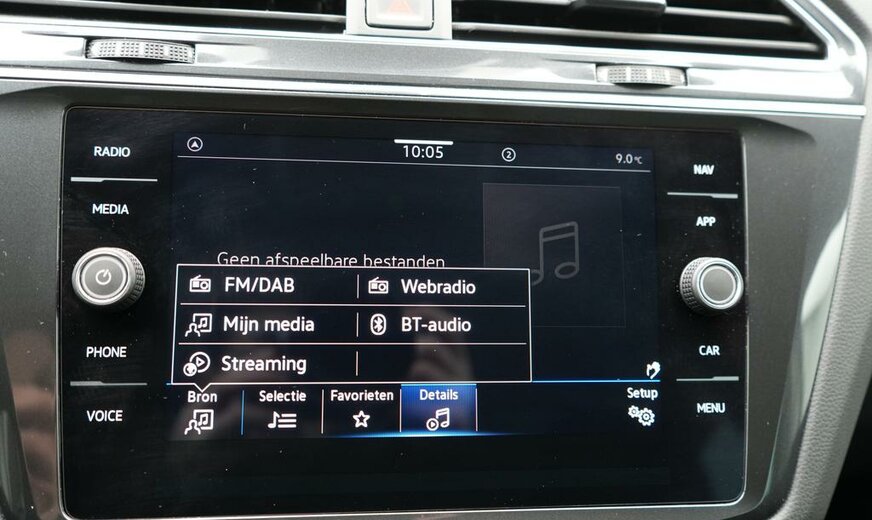 RADIO
MEDIA
PHONE
VOICE
10:05
2
9.0°C
Geen afspeelbare bestanden
FM/DAB
Webradio
Mijn media
BT-audio
Streaming
Bron
Selectie
Favorieten
Details
Setup
NAV
APP
CAR
MENU